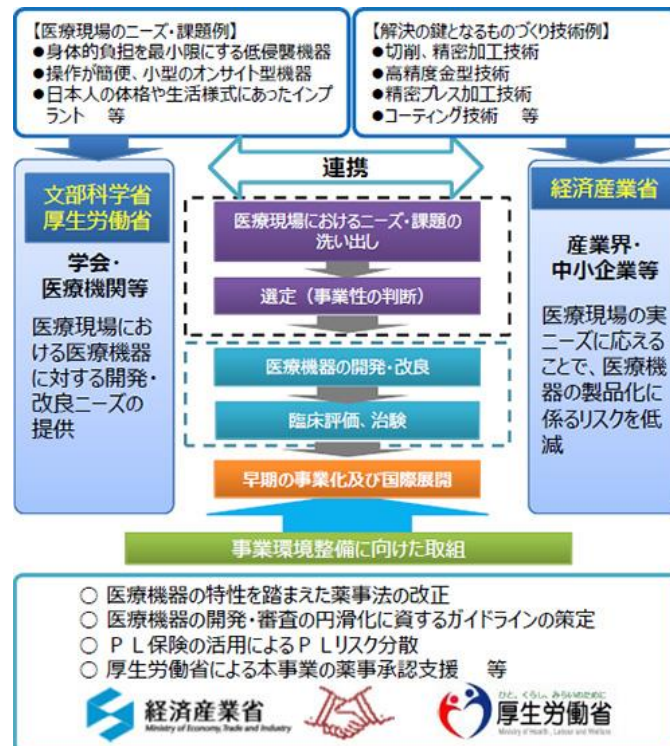 【医療現場のニーズ・課題例】
●身体的負担を最小限にする低侵襲機器
●操作が簡便、小型のオンサイト型機器
●日本人の体格や生活様式にあったインプ
ラント　等
【解決の鍵となるものづくり技術例】
●切削、精密加工技術
●高精度金型技術
●精密プレス加工技術
●コーティング技術　等
連携
文部科学省
厚生労働省
学会・
医療機関等
医療現場にお
ける医療機器
に対する開発・
改良ニーズの
提供
医療現場におけるニーズ・課題の
洗い出し
選定（事業性の判断）
医療機器の開発・改良
臨床評価、治験
早期の事業化及び国際展開
経済産業省
産業界・
中小企業等
医療現場の実
ニーズに応える
ことで、医療機
器の製品化に
係るリスクを低
減
事業環境整備に向けた取組
○ 医療機器の特性を踏まえた薬事法の改正
○ 医療機器の開発・審査の円滑化に資するガイドラインの策定
○ ＰＬ保険の活用によるＰＬリスク分散
○ 厚生労働省による本事業の薬事承認支援　等
経済産業省
Ministry of Economy, Trade and Industry
ひと、くらし、みらいのために
厚生労働省
Ministry of Health, Labour and Welfare